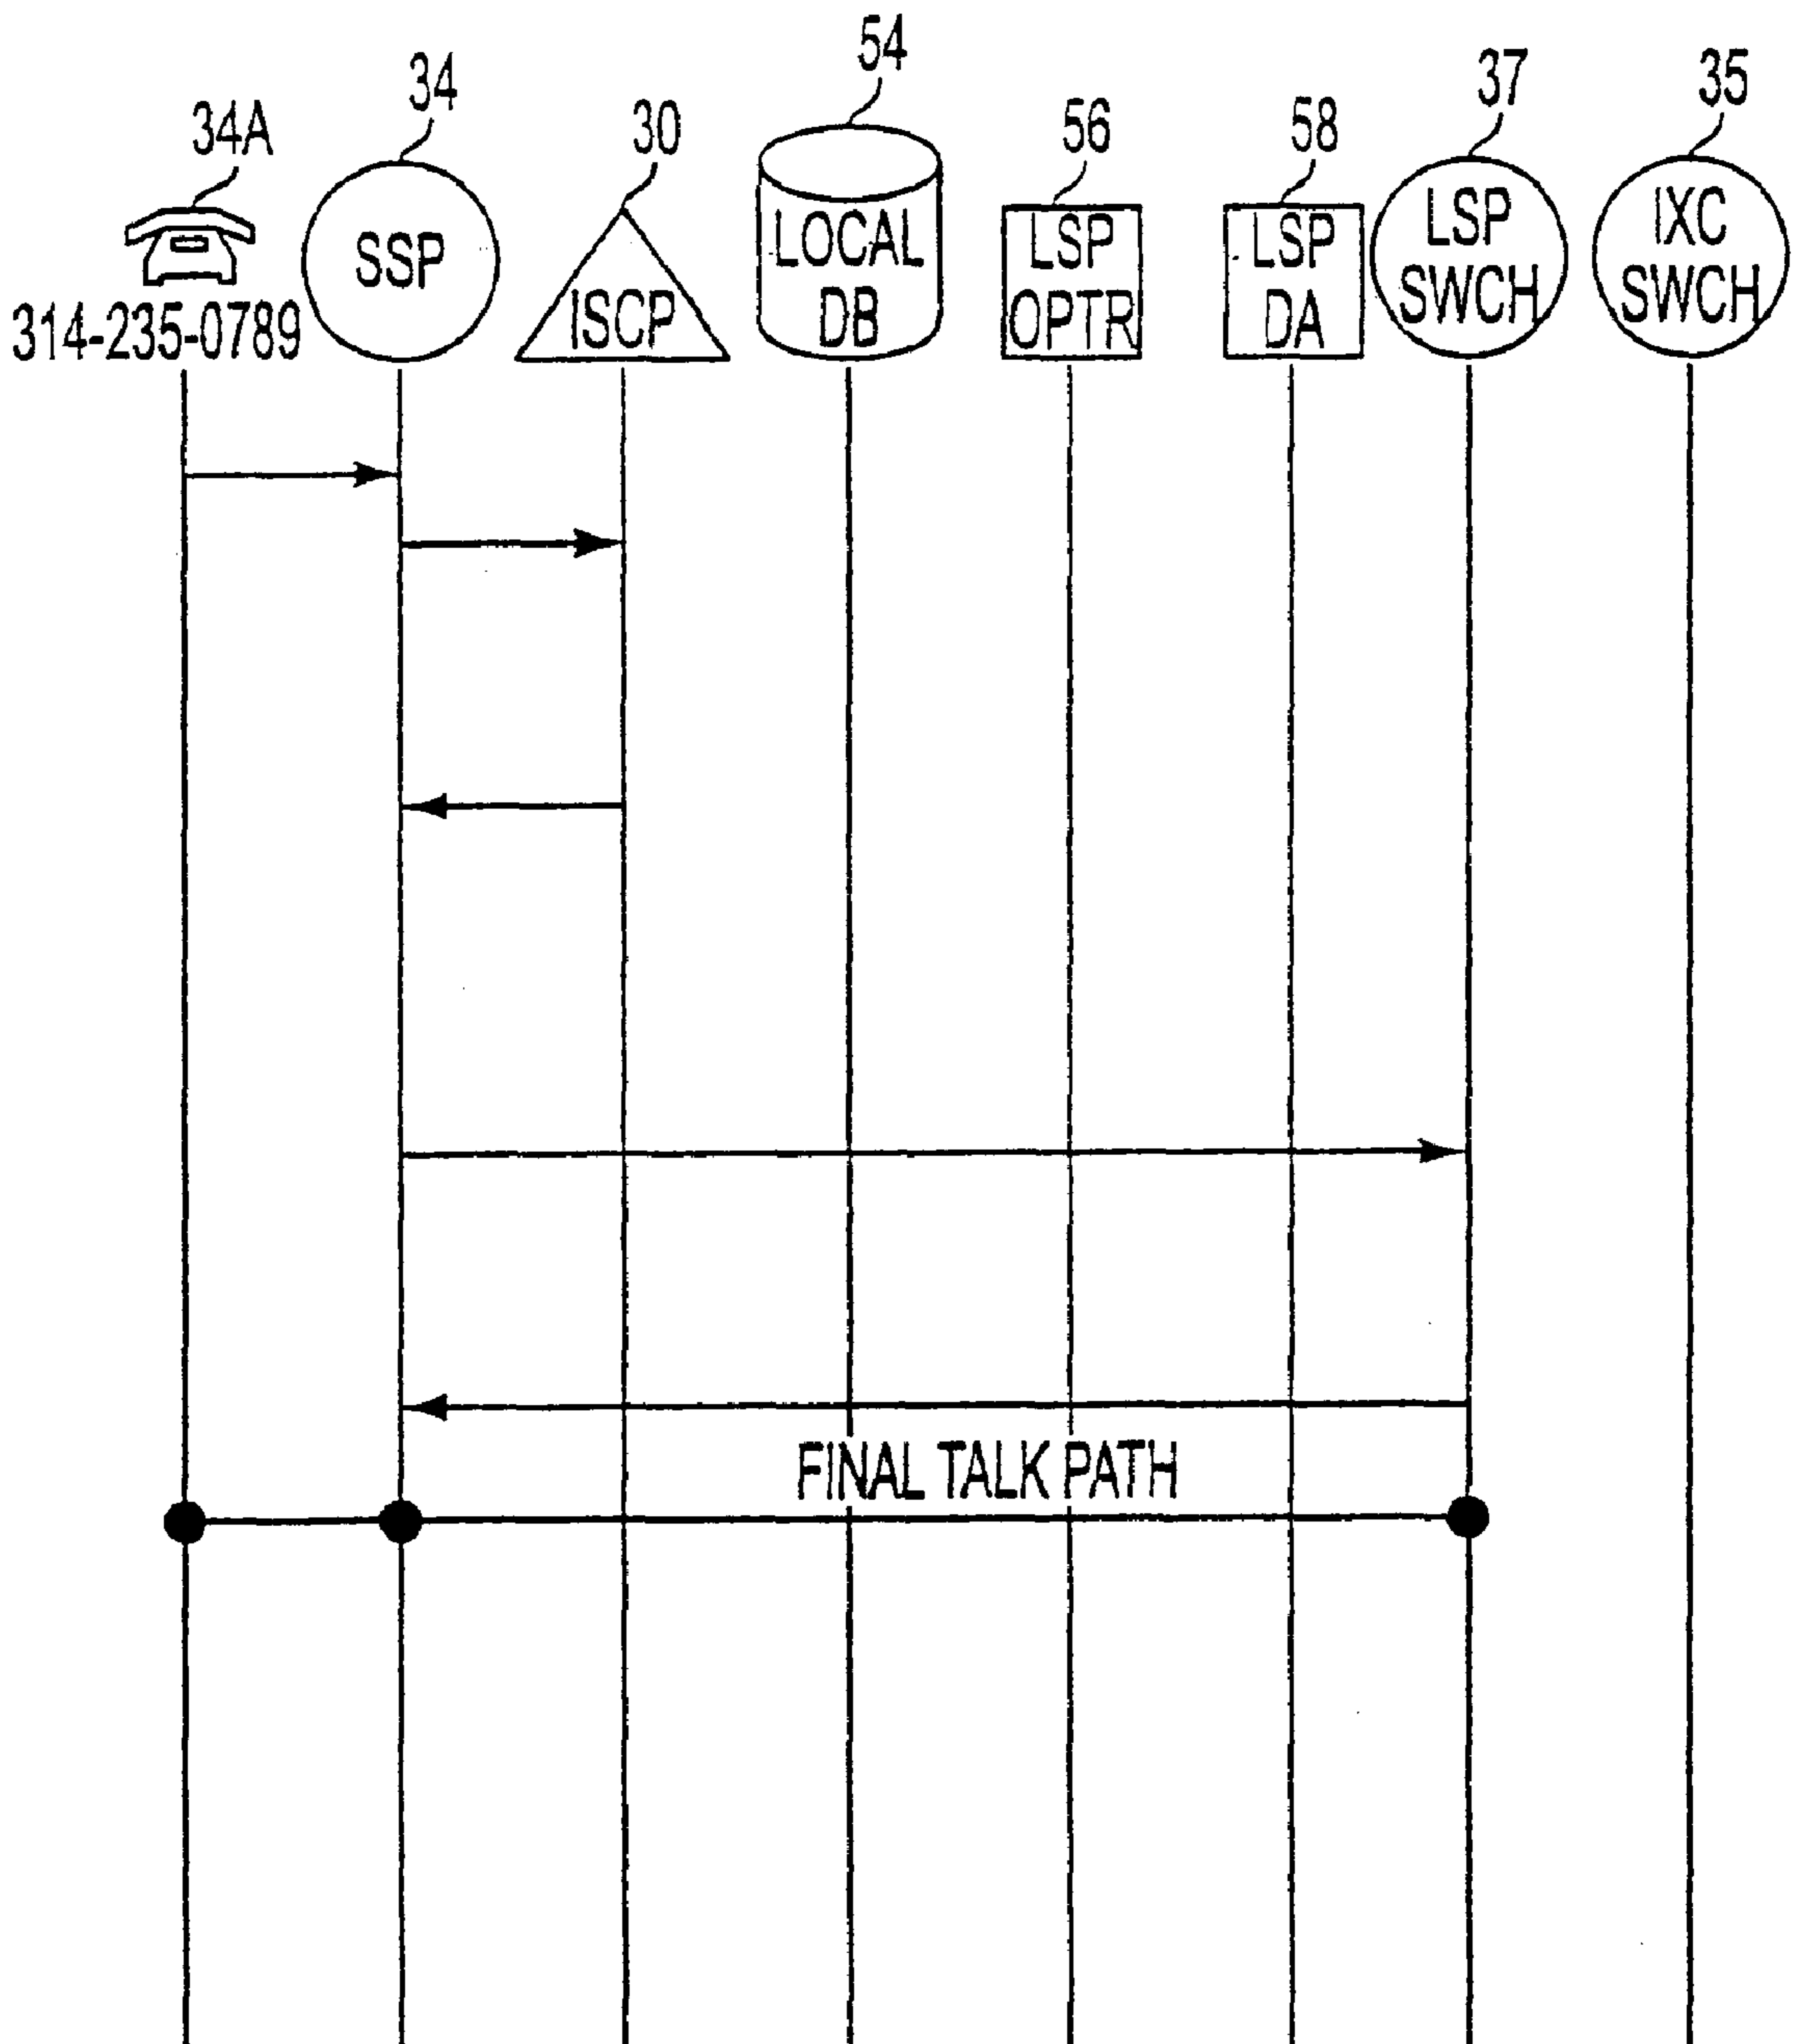 54
34
37
35
34A
30
56
58
SSP
ISCP
LOCAL
DB
LSP
OPTR
LSP
DA
LSP
SWCH
IXC
SWCH
314-235-0789
FINAL TALK PATH